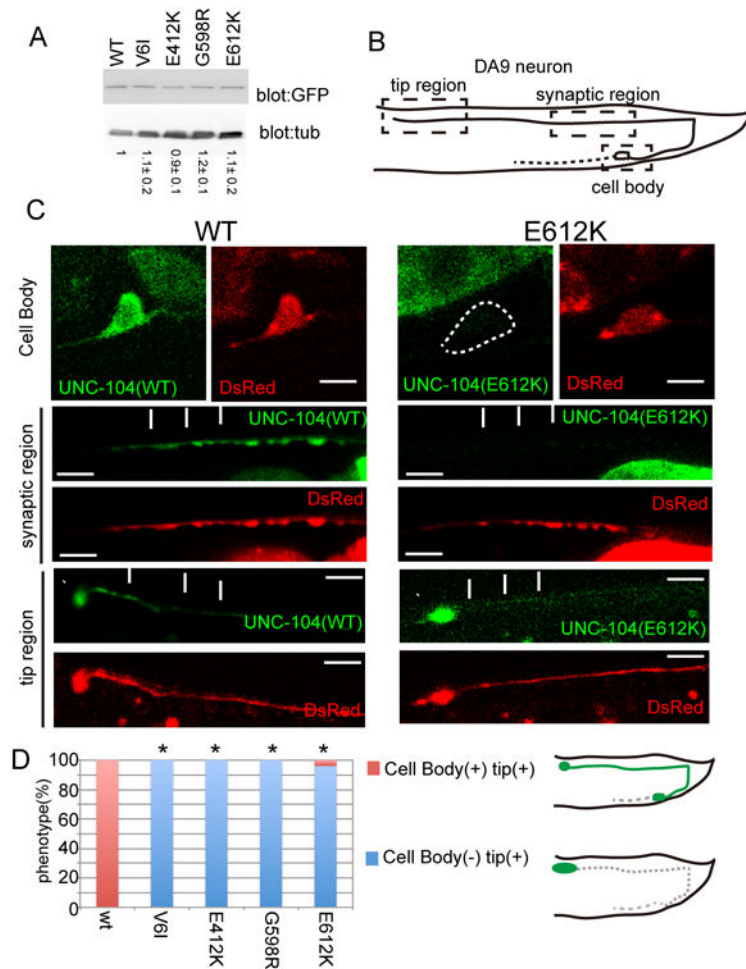 A
WT
V6I
E412K
G598R
E612K
blot:GFP
blot:tub
1
1.1± 0.2
0.9± 0.1
1.2± 0.1
1.1± 0.2
B
DA9 neuron
tip region
synaptic region
cell body
C
WT
E612K
Cell Body
UNC-104(WT)
DsRed
UNC-104(E612K)
DsRed
synaptic region
UNC-104(WT)
UNC-104(E612K)
DsRed
DsRed
tip region
UNC-104(WT)
UNC-104(E612K)
DsRed
DsRed
D
phenotype(%)
100
80
60
40
20
0
* * * *
wt
V6I
E412K
G598R
E612K
Cell Body(+) tip(+)
Cell Body(-) tip(+)